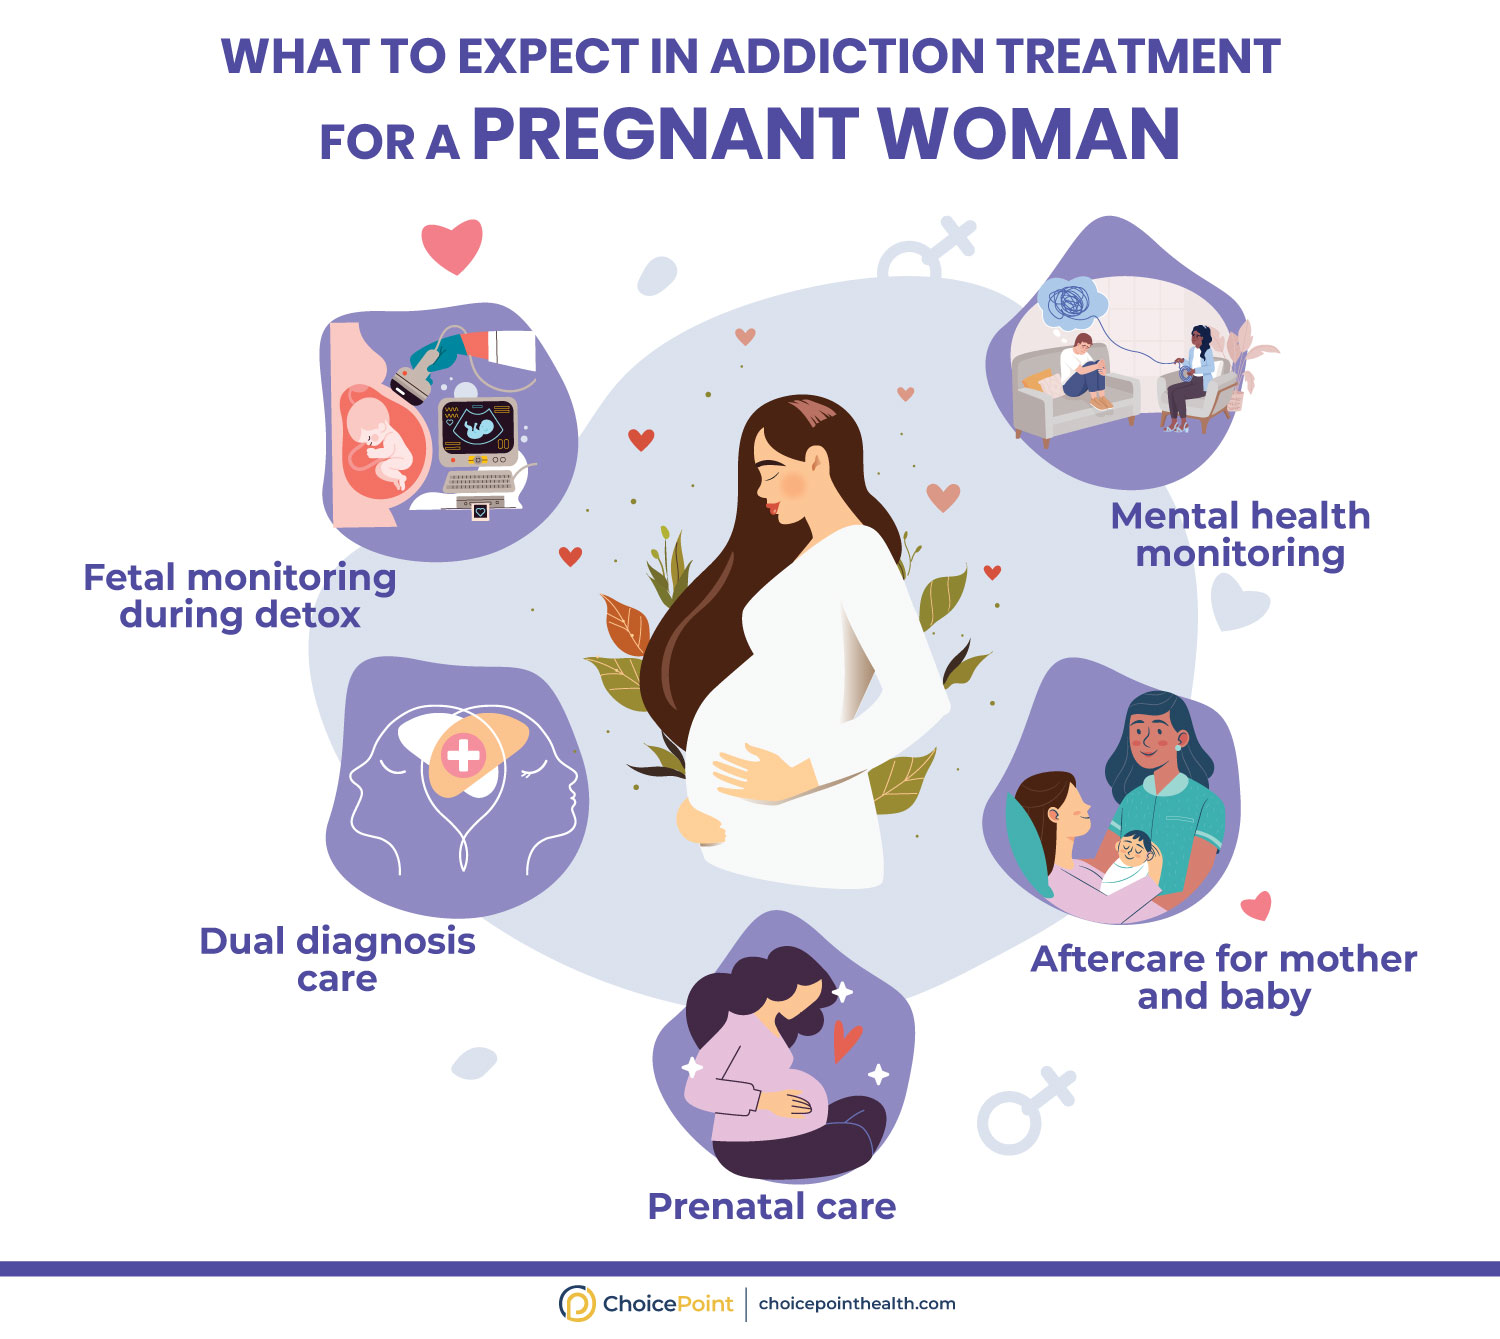 WHAT TO EXPECT IN ADDICTION TREATMENT
FOR A PREGNANT WOMAN
Fetal monitoring
during detox
Mental health
monitoring
Dual diagnosis
care
Aftercare for mother
and baby
Prenatal care
ChoicePoint
choicepointhealth.com